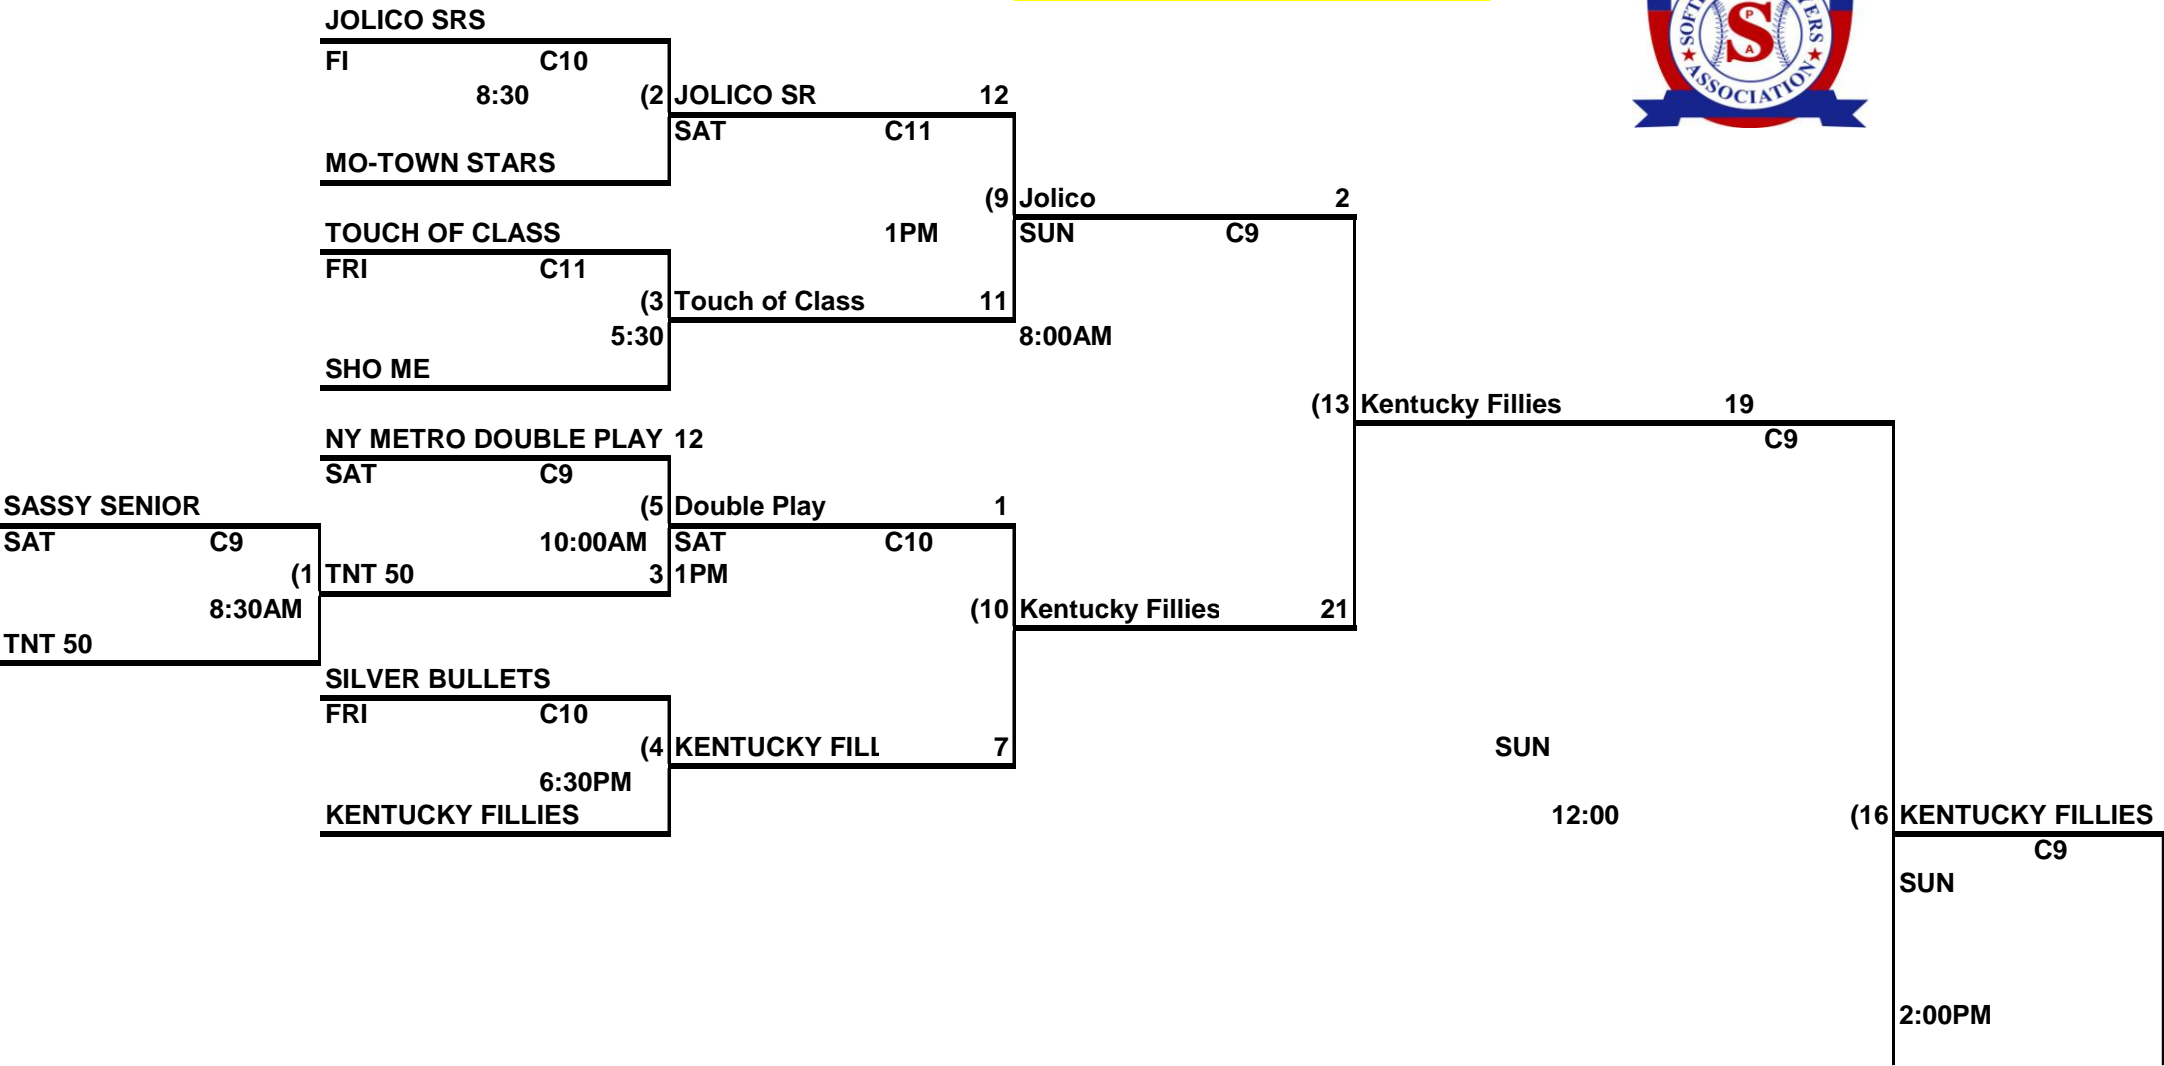 JOLICO SRS
FI C10
8:30 (2 JOLICO SR 12
SAT C11
MO-TOWN STARS
(9 Jolico 2
TOUCH OF CLASS 1PM SUN C9
FRI C11
(3 Touch of Class 11
5:30 8:00AM
SHO ME
(13 Kentucky Fillies 19
NY METRO DOUBLE PLAY 12 C9
SAT C9
SASSY SENIOR (5 Double Play 1
SAT C9 10:00AM SAT C10
(1 TNT 50 3 1PM
8:30AM (10 Kentucky Fillies 21
TNT 50
SILVER BULLETS
FRI C10
(4 KENTUCKY FILL 7 SUN
6:30PM
KENTUCKY FILLIES 12:00 (16 KENTUCKY FILLIES
C9
SUN
2:00PM
P
S
A
ASSOCIATION